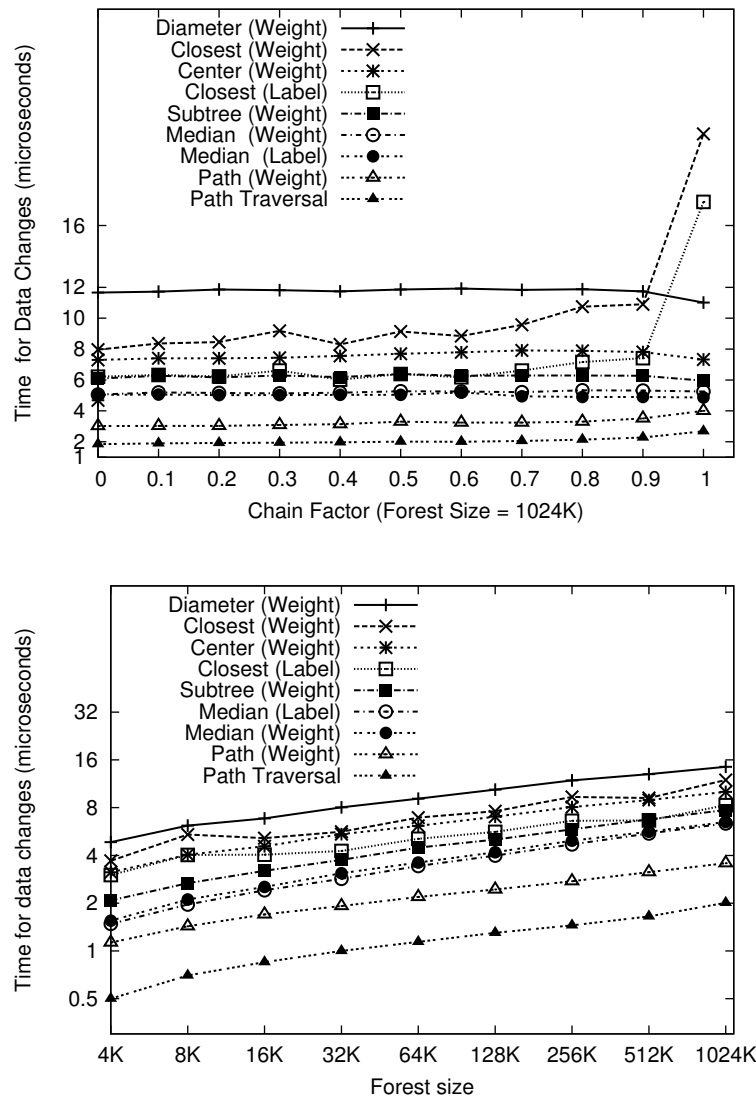 Time for Data Changes (microseconds)
Diameter (Weight)
Closest (Weight)
Center (Weight)
Closest (Label)
Subtree (Weight)
Median (Weight)
Median (Label)
Path (Weight)
Path Traversal
16
12
10
8
6
4
2
1
0 0.1 0.2 0.3 0.4 0.5 0.6 0.7 0.8 0.9 1
Chain Factor (Forest Size = 1024K)
Time for data changes (microseconds)
Diameter (Weight)
Closest (Weight)
Center (Weight)
Closest (Label)
Subtree (Weight)
Median (Label)
Median (Weight)
Path (Weight)
Path Traversal
32
16
8
4
2
1
0.5
4K 8K 16K 32K 64K 128K 256K 512K 1024K
Forest size